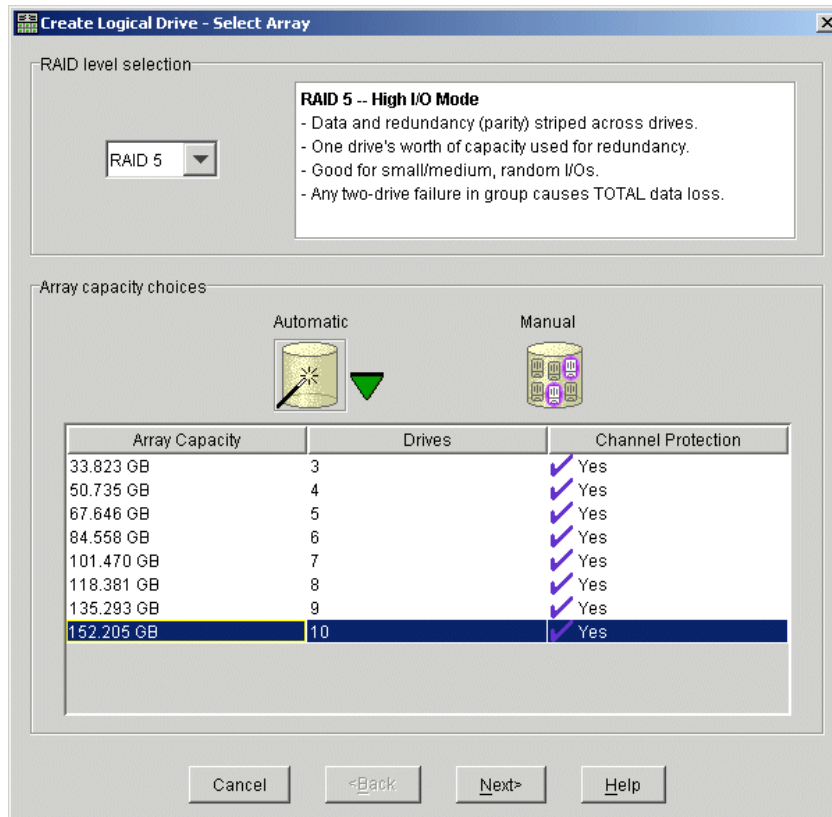 Create Logical Drive - Select Array
RAID level selection
RAID 5
RAID 5 -- High I/O Mode
- Data and redundancy (parity) striped across drives.
- One drive's worth of capacity used for redundancy.
- Good for small/medium, random I/Os.
- Any two-drive failure in group causes TOTAL data loss.
Array capacity choices
Automatic Manual
Array Capacity Drives Channel Protection
33.823 GB 3 Yes
50.735 GB 4 Yes
67.646 GB 5 Yes
84.558 GB 6 Yes
101.470 GB 7 Yes
118.381 GB 8 Yes
135.293 GB 9 Yes
152.205 GB 10 Yes
Cancel <Back Next> Help